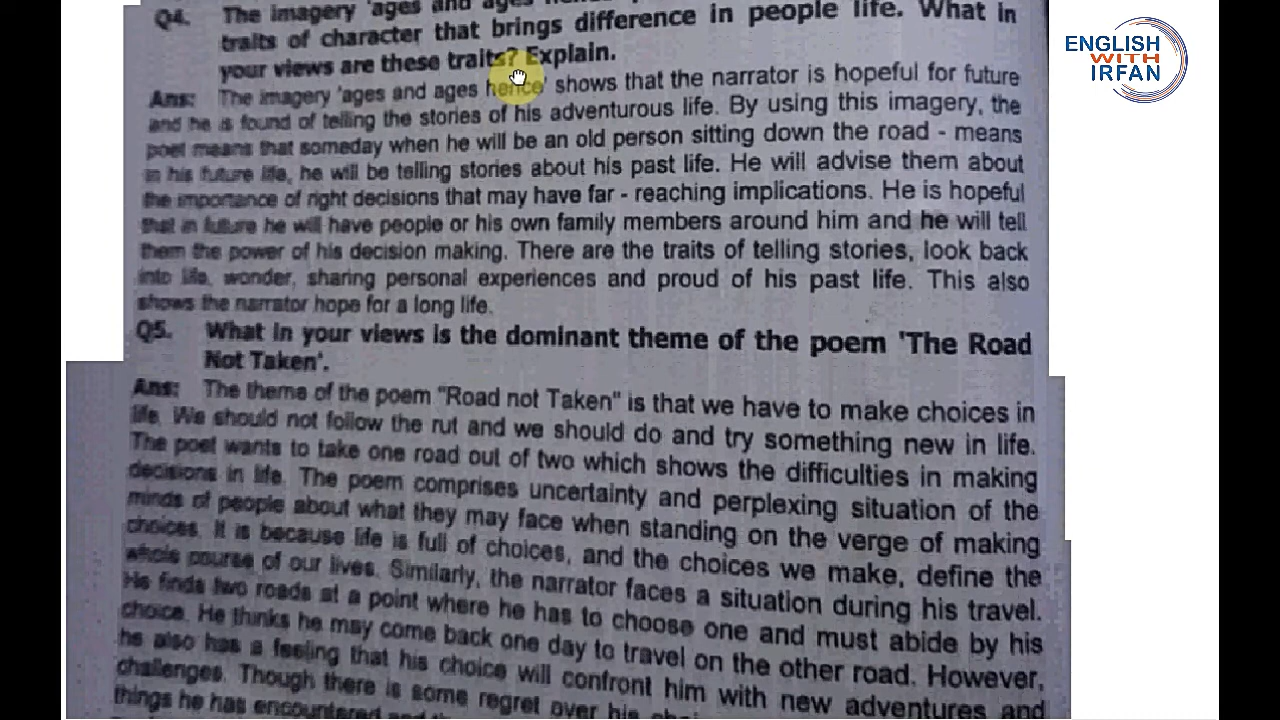 Q4. The imagery 'ages and ages
traits of character that brings difference in people life. What in
your views are these traits? Explain.
Ans: The imagery 'ages and ages hence' shows that the narrator is hopeful for future
and he is found of telling the stories of his adventurous life. By using this imagery, the
poet means that someday when he will be an old person sitting down the road - means
in his future life, he will be telling stories about his past life. He will advise them about
the importance of right decisions that may have far - reaching implications. He is hopeful
that in future he will have people or his own family members around him and he will tell
them the power of his decision making. There are the traits of telling stories, look back
into life, wonder, sharing personal experiences and proud of his past life. This also
shows the narrator hope for a long life.
Q5. What in your views is the dominant theme of the poem 'The Road
Not Taken'.
Ans: The theme of the poem "Road not Taken" is that we have to make choices in
life. We should not follow the rut and we should do and try something new in life.
The poet wants to take one road out of two which shows the difficulties in making
decisions in life. The poem comprises uncertainty and perplexing situation of the
minds of people about what they may face when standing on the verge of making
choices. It is because life is full of choices, and the choices we make, define the
whole course of our lives. Similarly, the narrator faces a situation during his travel.
He finds two roads at a point where he has to choose one and must abide by his
choice. He thinks he may come back one day to travel on the other road. However,
he also has a feeling that his choice will confront him with new adventures and
challenges. Though there is some regret over his
things he has encountered
ENGLISH
WITH
IRFAN